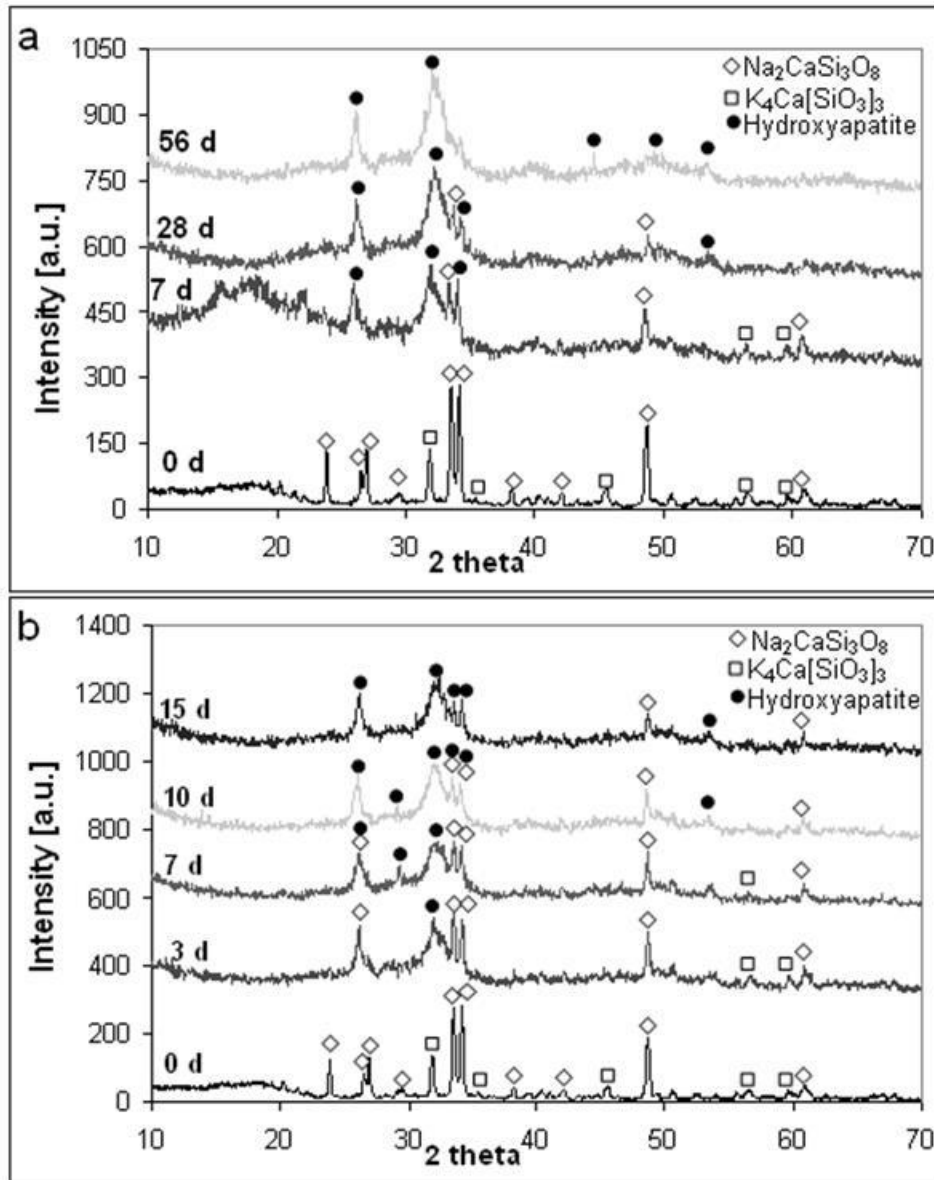 a
1050
900
750
600
450
300
150
0
Intensity [a.u.]
Na₂CaSi₃O₈
K₄Ca[SiO₃]₃
Hydroxyapatite
56 d
28 d
7 d
0 d
10 20 30 40 50 60 70
2 theta
b
1400
1200
1000
800
600
400
200
0
Intensity [a.u.]
Na₂CaSi₃O₈
K₄Ca[SiO₃]₃
Hydroxyapatite
15 d
10 d
7 d
3 d
0 d
10 20 30 40 50 60 70
2 theta